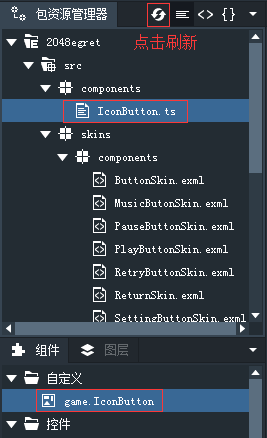 包资源管理器
点击刷新
2048egret
src
components
IconButton.ts
skins
components
ButtonSkin.exml
MusicButonSkin.exml
PauseButtonSkin.exml
PlayButtonSkin.exml
RetryButtonSkin.exml
ReturnSkin.exml
SettingButtonSkin.exml
组件 图层
自定义
game.IconButton
控件